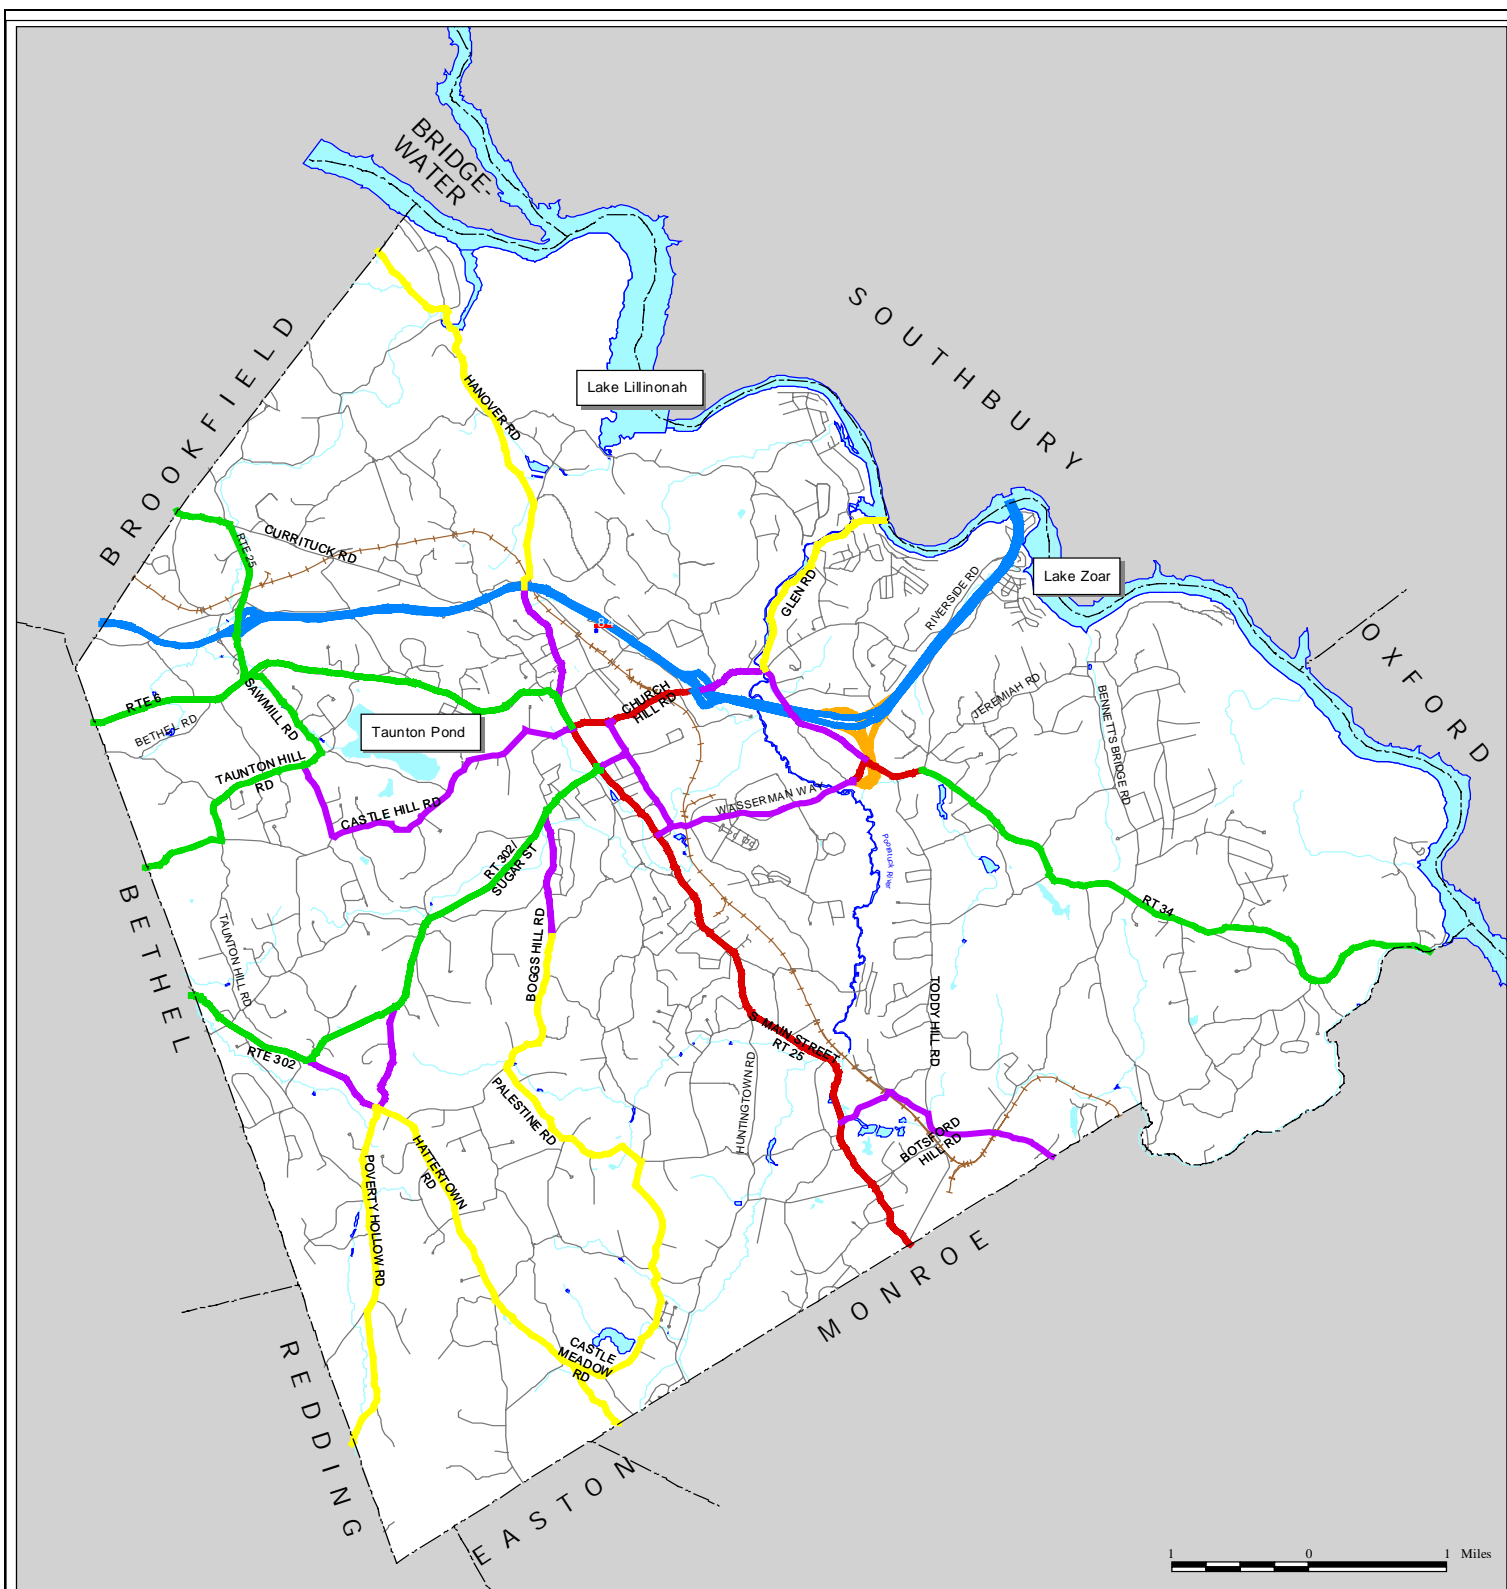 BRIDGE-
WATER
SOUTHBURY
BROOKFIELD
HANOVER RD
Lake Lillinonah
CURRITUCK RD
RTE 25
Lake Zoar
GLEN RD
RIVERSIDE RD
84
OXFORD
JEREMIAH RD
BENNETTS BRIDGE RD
RTE 6
SAWMILL RD
BETHEL RD
CHURCH
HILL RD
Taunton Pond
TAUNTON HILL
RD
CASTLE HILL RD
WASSERMAN WAY
Pootatuck River
RT 302/
SUGAR ST
RT 34
BETHEL
TAUNTON HILL RD
BOGGS HILL RD
TODDY HILL RD
S. MAIN STREET
RT 25
RTE 302
HUNTINGTOWN RD
PALESTINE RD
BOTSFORD
HILL RD
HATTERTOWN
RD
POVERTY HOLLOW RD
MONROE
CASTLE
MEADOW
RD
REDDING
EASTON
1 0 1 Miles